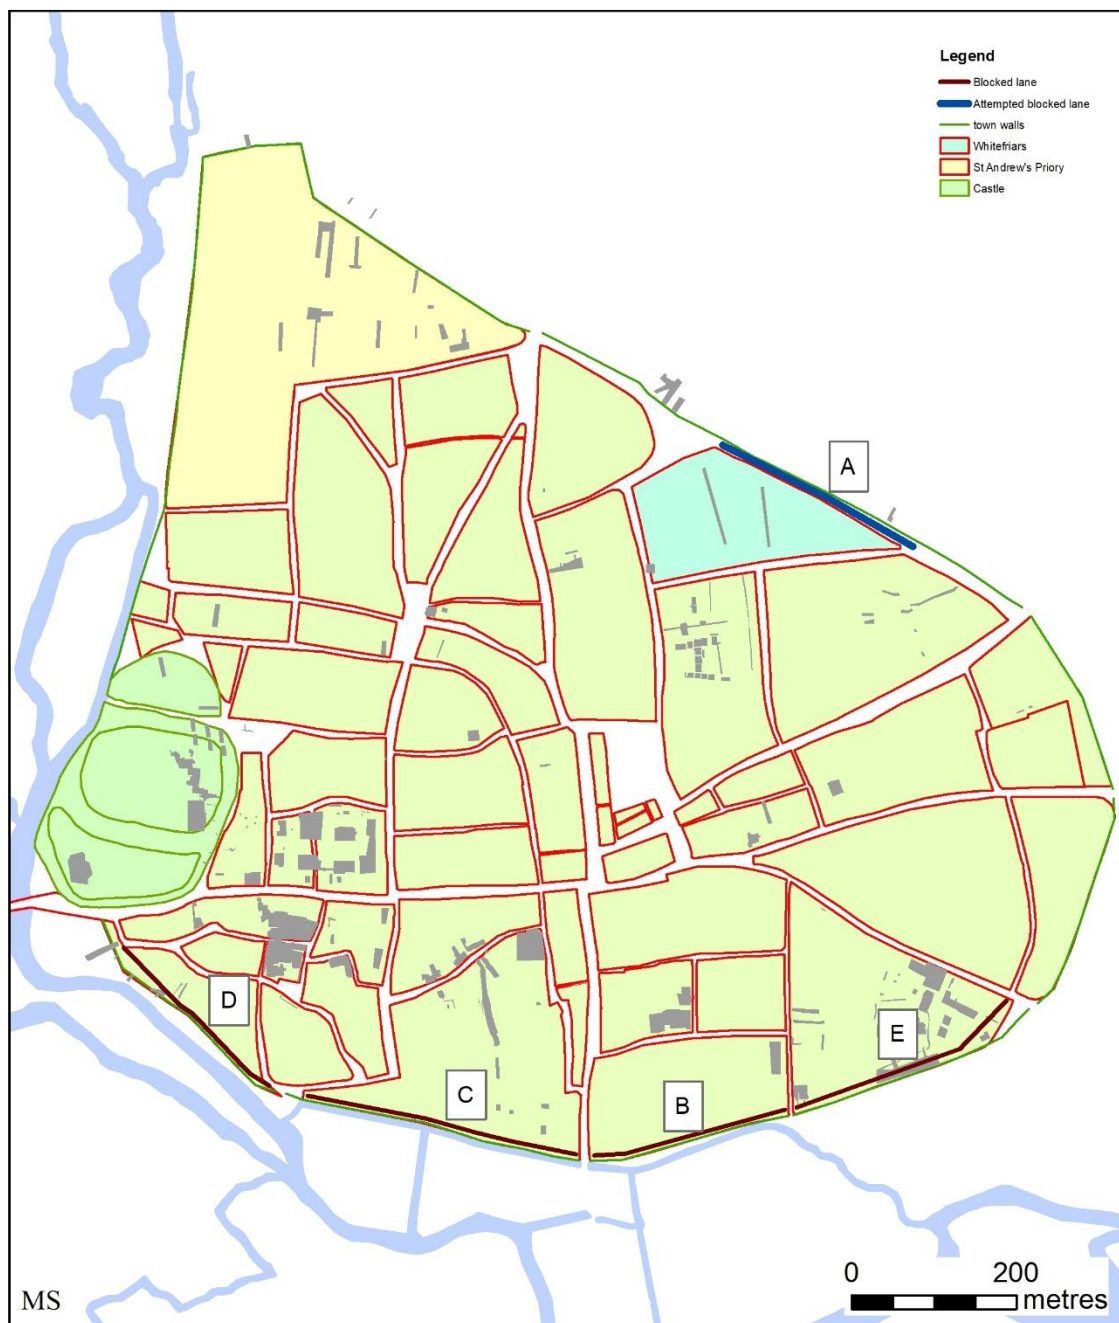 Legend
Blocked lane
Attempted blocked lane
town walls
Whitefriars
St Andrew's Priory
Castle
A
D
E
C
B
0 200
metres
MS